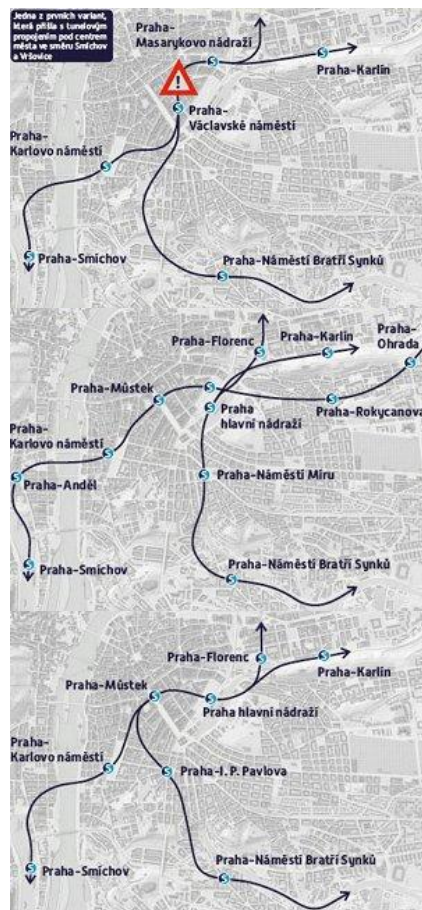 Jedna z prvních variant,
která přišla s tunelovým
propojením pod centrem
města ve směru Smíchov
a Vršovice
Praha-
Masarykovo nádraží
Praha-Karlín
Praha-
Václavské náměstí
Praha-
Karlovo náměstí
Praha-Smíchov
Praha-Náměstí Bratří Synků
Praha-Florenc
Praha-Karlín
Praha-
Ohrada
Praha-Můstek
Praha
hlavní nádraží
Praha-Rokycanova
Praha-
Karlovo náměstí
Praha-Anděl
Praha-Náměstí Míru
Praha-Smíchov
Praha-Náměstí Bratří Synků
Praha-Florenc
Praha-Karlín
Praha-Můstek
Praha hlavní nádraží
Praha-
Karlovo náměstí
Praha-I. P. Pavlova
Praha-Smíchov
Praha-Náměstí Bratří Synků